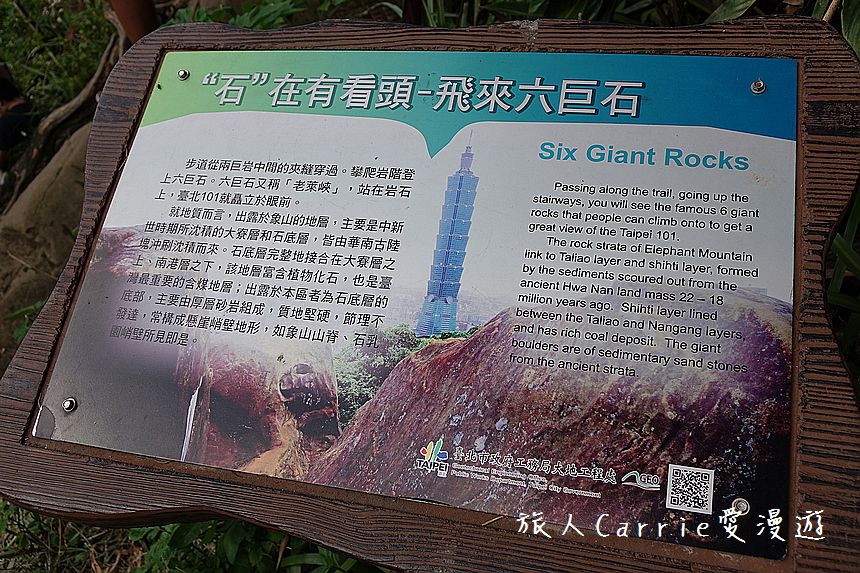 “石”在有看頭-飛來六巨石
步道從兩巨岩中間的夾縫穿過。攀爬岩階登
上六巨石。六巨石又稱「老萊峽」，站在岩石
上，臺北101就矗立於眼前。
就地質而言，出露於象山的地層，主要是中新
世時期所沈積的大寮層和石底層，皆由華南古陸
塊沖刷沈積而來。石底層完整地接合在大寮層之
上、南港層之下，該地層富含植物化石，也是臺
灣最重要的含煤地層；出露於本區者為石底層的
底部，主要由厚層砂岩組成，質地堅硬，節理不
發達，常構成懸崖峭壁地形，如象山山脊、石乳
園峭壁所見即是。
Six Giant Rocks
Passing along the trail, going up the
stairways, you will see the famous 6 giant
rocks that people can climb onto to get a
great view of the Taipei 101.
The rock strata of Elephant Mountain
link to Taliao layer and shihti layer, formed
by the sediments scoured out from the
ancient Hwa Nan land mass 22 – 18
million years ago. Shihti layer lined
between the Taliao and Nangang layers,
and has rich coal deposit. The giant
boulders are of sedimentary sand stones
from the ancient strata.
TAIPEI
臺北市政府工務局大地工程處
Geotechnical Engineering Office,
Public Works Department, Taipei City Government
GEO
旅人Carrie愛漫遊